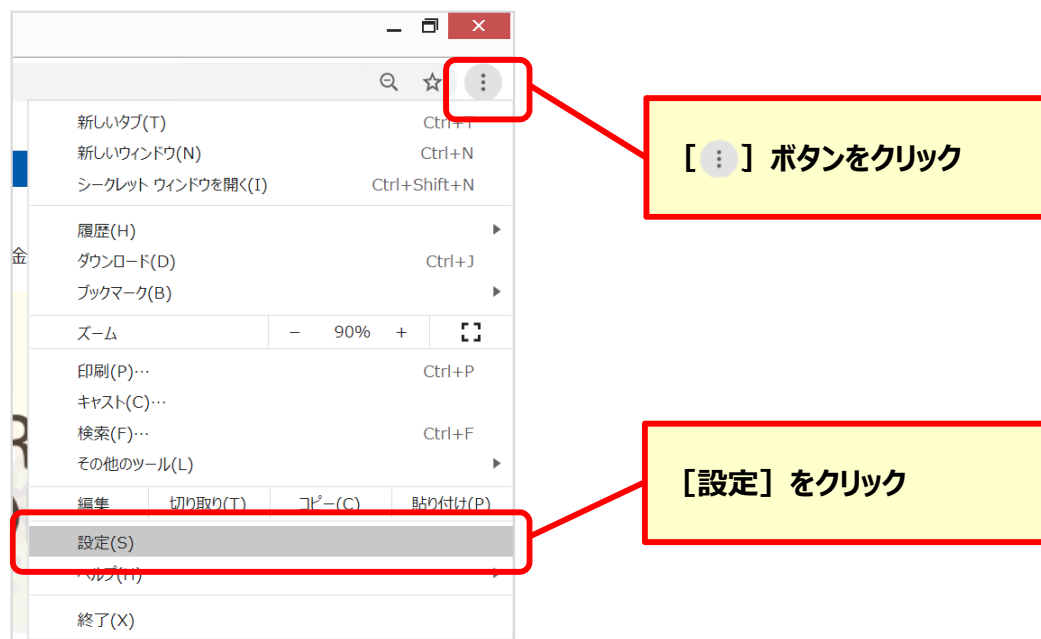 新しいタブ(T) Ctrl+T
新しいウィンドウ(N) Ctrl+N
シークレット ウィンドウを開く(I) Ctrl+Shift+N
[ ⋮ ] ボタンをクリック
履歴(H)
金
ダウンロード(D) Ctrl+J
ブックマーク(B)
ズーム － 90% ＋
印刷(P)…
Ctrl+P
キャスト(C)…
検索(F)… Ctrl+F
その他のツール(L)
編集 切り取り(T) コピー(C) 貼り付け(P)
[設定] をクリック
設定(S)
ヘルプ(H)
終了(X)